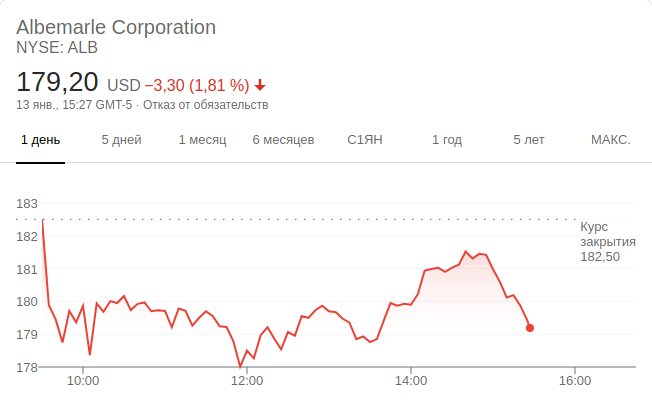 Albemarle Corporation
NYSE: ALB
179,20 USD −3,30 (1,81 %)
13 янв., 15:27 GMT-5 · Отказ от обязательств
1 день 5 дней 1 месяц 6 месяцев С1ЯН 1 год 5 лет МАКС.
183
182
181
180
179
178
Курс
закрытия
182,50
10:00 12:00 14:00 16:00